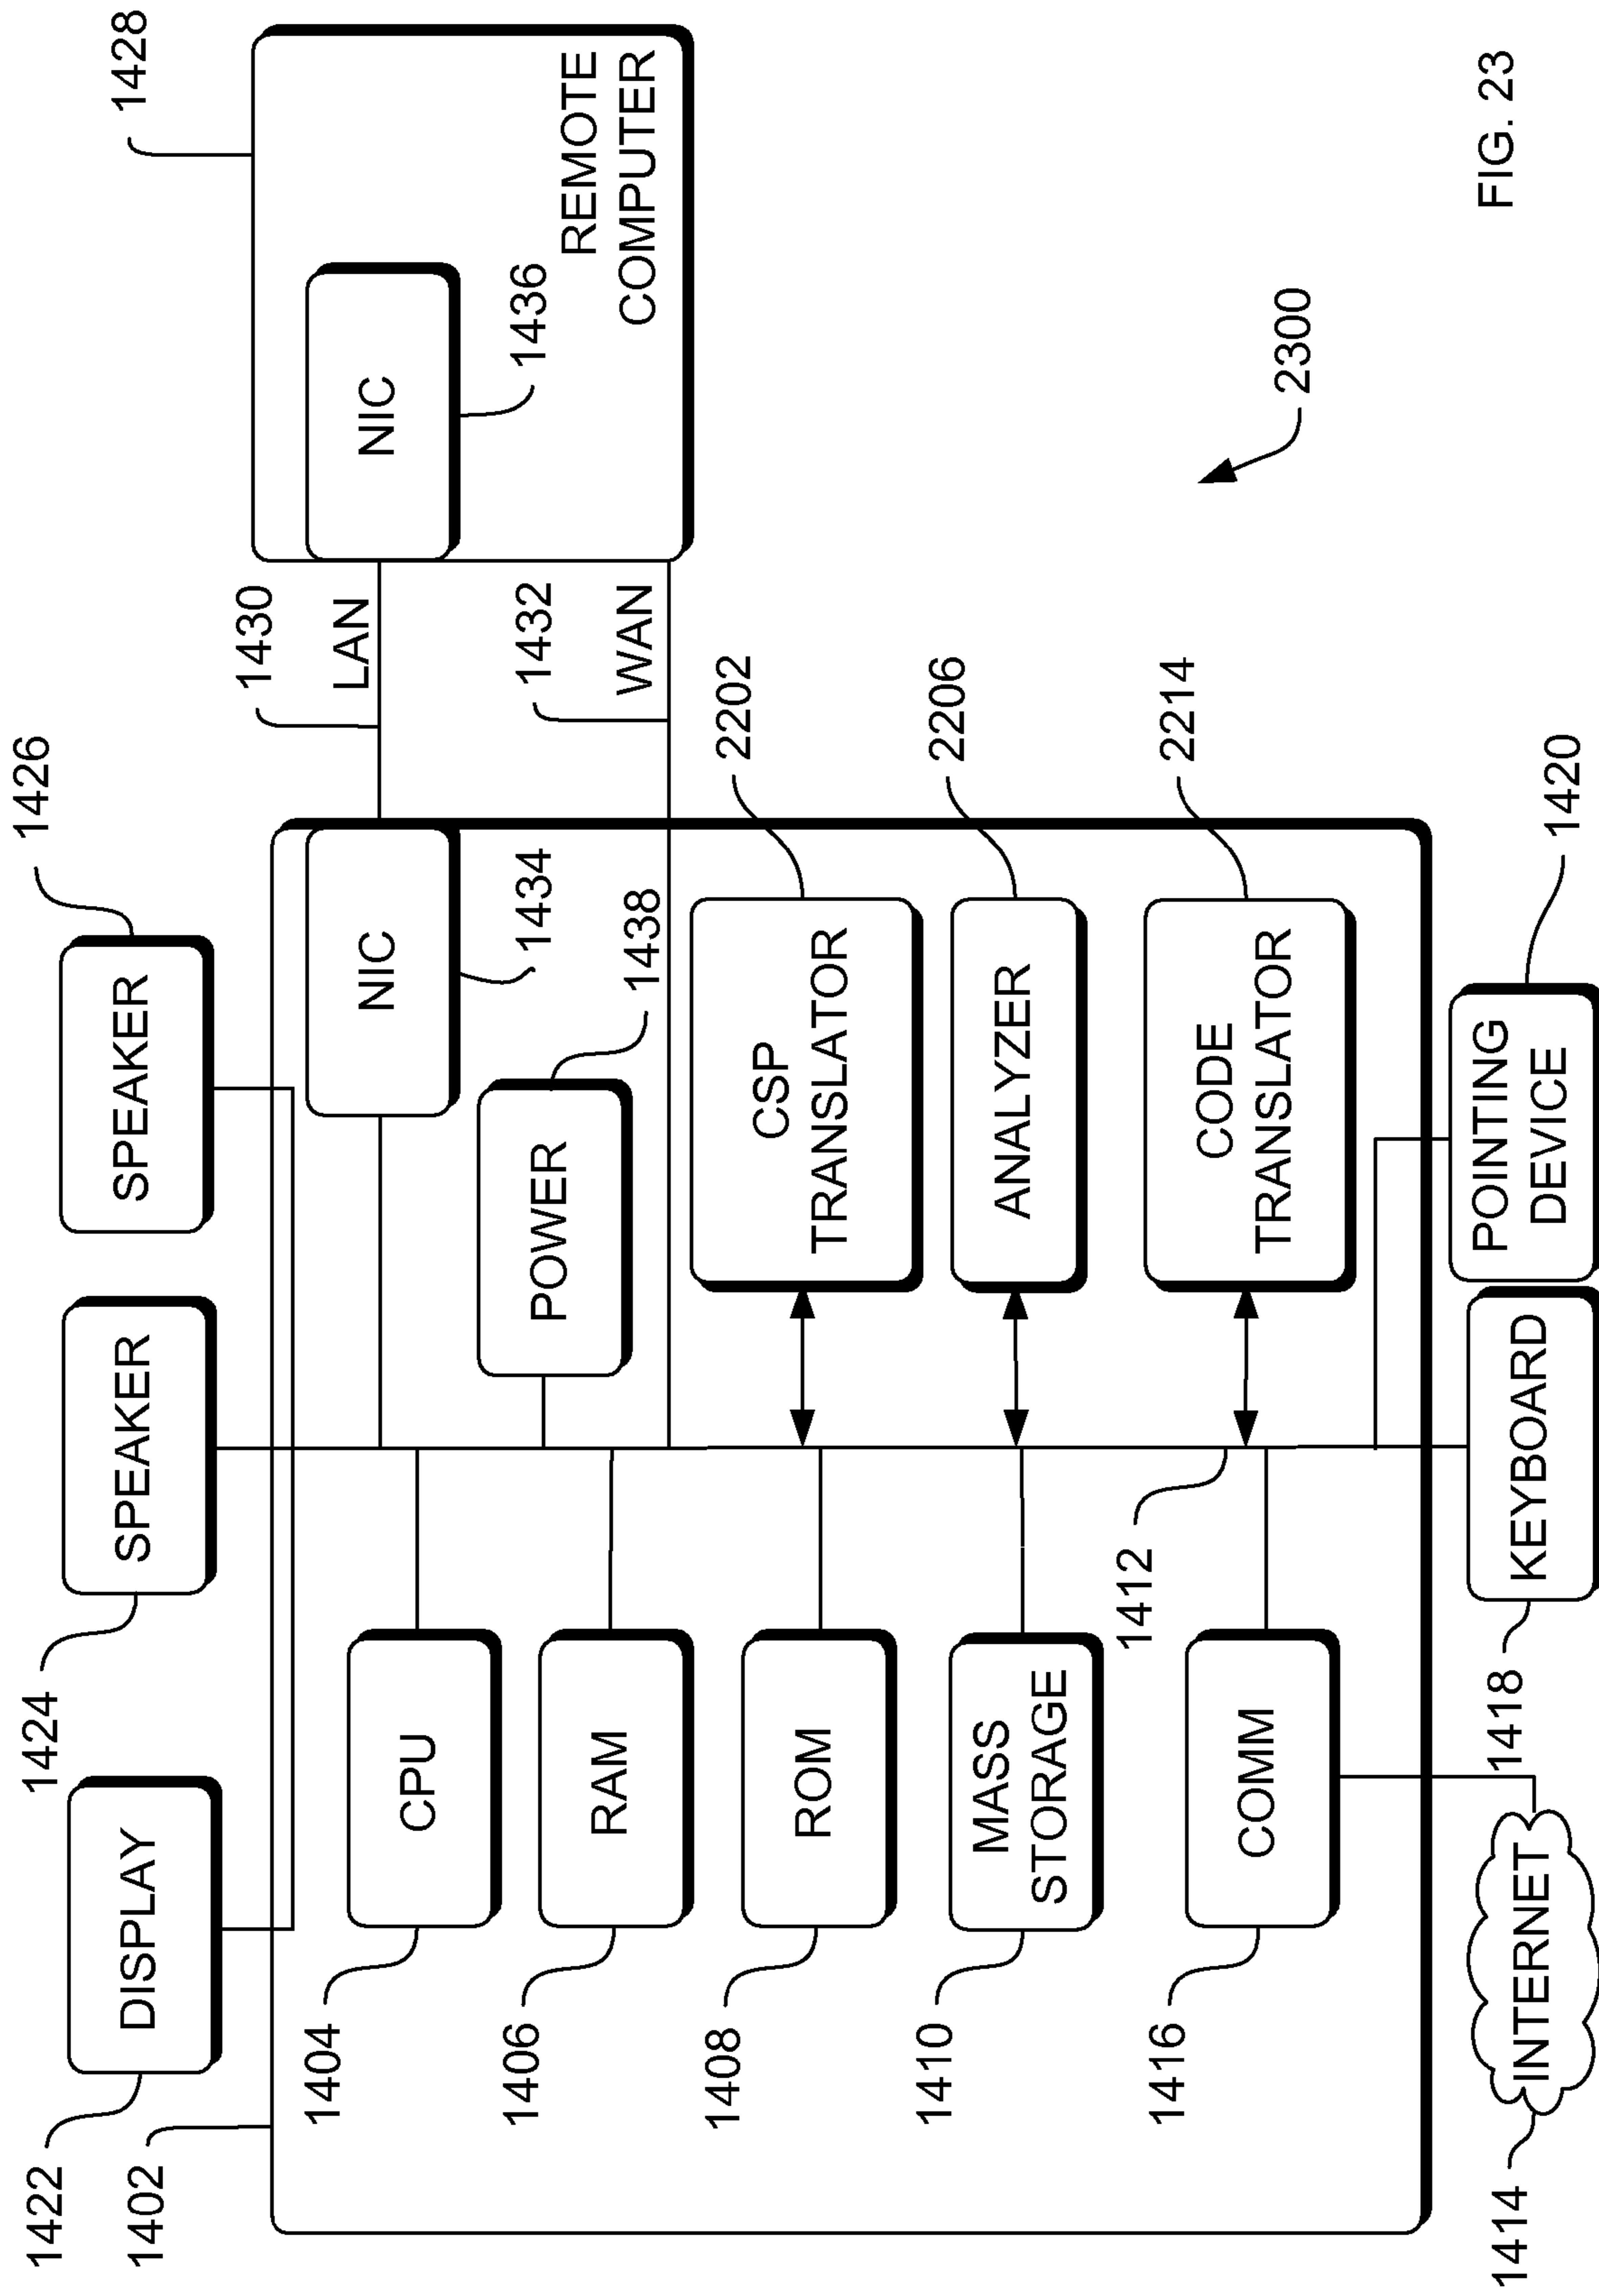 1422
1402
DISPLAY
1424
SPEAKER
SPEAKER
1426
1404
CPU
1406
RAM
1408
ROM
1410
MASS
STORAGE
1416
COMM
1412
NIC
1434
POWER
1438
CSP
TRANSLATOR
2202
ANALYZER
2206
CODE
TRANSLATOR
2214
1430
LAN
1432
WAN
1428
NIC
1436
REMOTE
COMPUTER
1414
INTERNET
1418
KEYBOARD
POINTING
DEVICE
1420
2300
FIG. 23